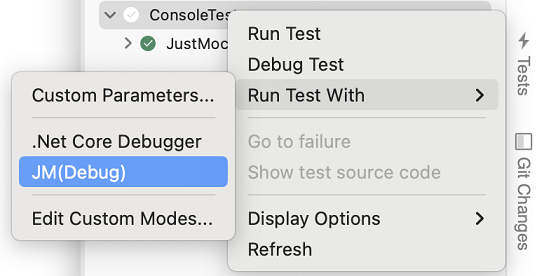 ConsoleTest
JustMoc
Run Test
Debug Test
Run Test With
Go to failure
Show test source code
Display Options
Refresh
Custom Parameters...
.Net Core Debugger
JM(Debug)
Edit Custom Modes...
Tests
Git Changes